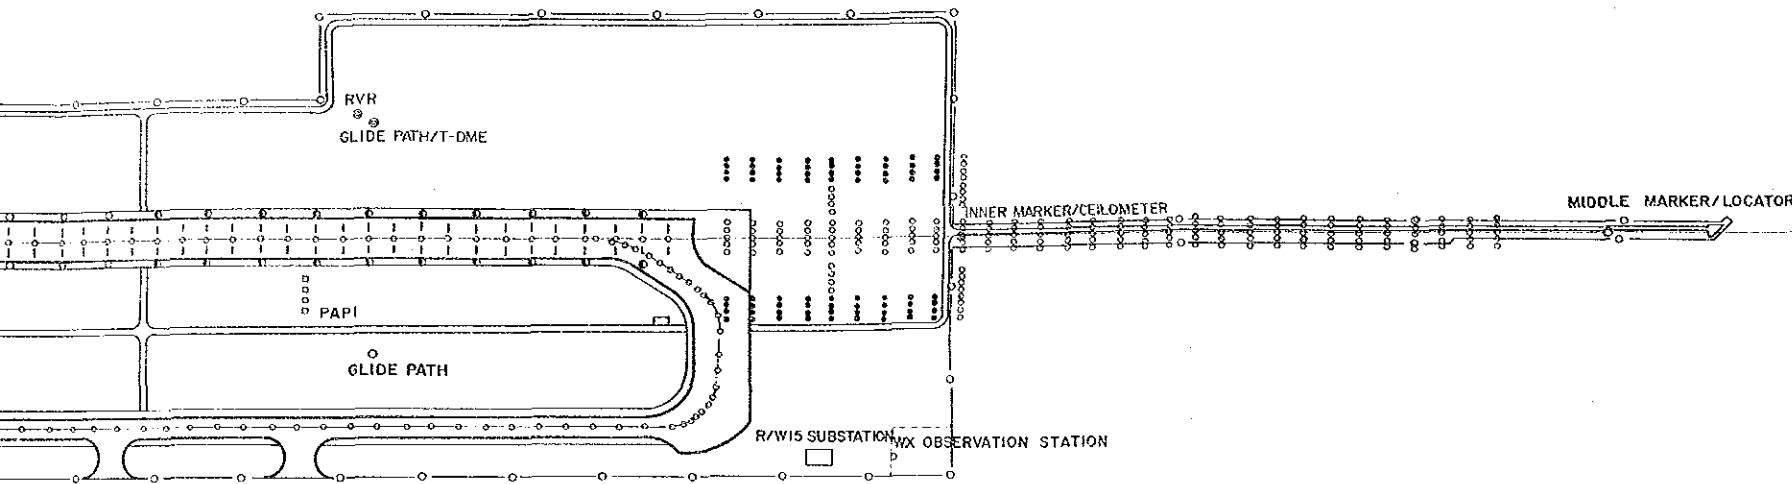 RVR
GLIDE PATH/T-DME
INNER MARKER/CEILOMETER
MIDDLE MARKER/LOCATOR
PAPI
GLIDE PATH
R/W15 SUBSTATION
WX OBSERVATION STATION